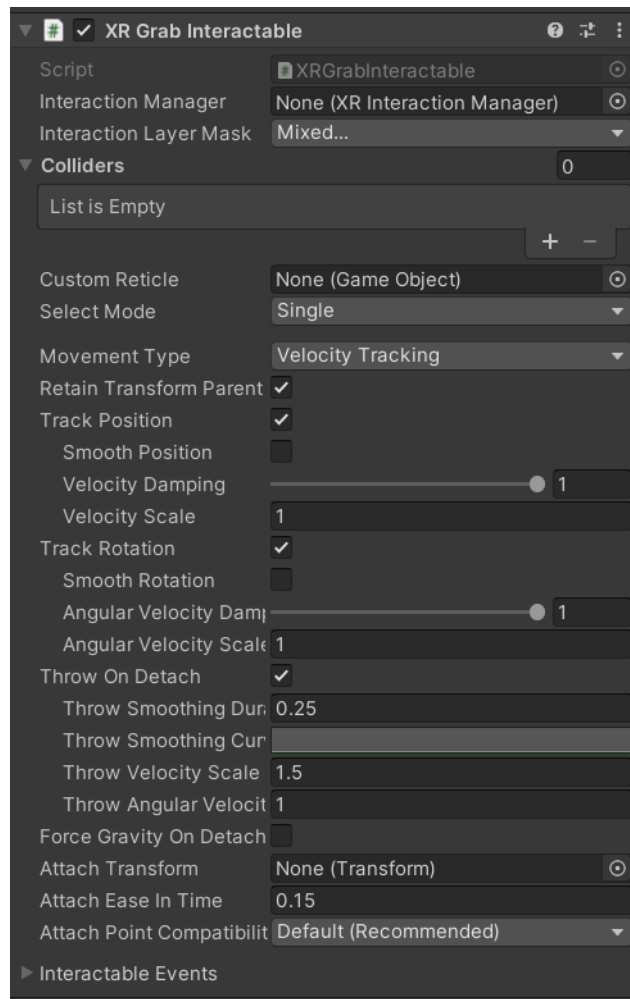 XR Grab Interactable
Script XRGrabInteractable
Interaction Manager None (XR Interaction Manager)
Interaction Layer Mask Mixed...
Colliders 0
List is Empty
Custom Reticle None (Game Object)
Select Mode Single
Movement Type Velocity Tracking
Retain Transform Parent
Track Position
Smooth Position
Velocity Damping 1
Velocity Scale 1
Track Rotation
Smooth Rotation
Angular Velocity Damp 1
Angular Velocity Scale 1
Throw On Detach
Throw Smoothing Dura 0.25
Throw Smoothing Cur
Throw Velocity Scale 1.5
Throw Angular Velocit 1
Force Gravity On Detach
Attach Transform None (Transform)
Attach Ease In Time 0.15
Attach Point Compatibilit Default (Recommended)
Interactable Events